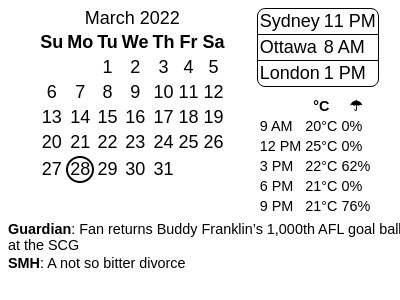 March 2022
Su Mo Tu We Th Fr Sa
1 2 3 4 5
6 7 8 9 10 11 12
13 14 15 16 17 18 19
20 21 22 23 24 25 26
27 28 29 30 31
Sydney 11 PM
Ottawa 8 AM
London 1 PM
°C ☂
9 AM 20°C 0%
12 PM 25°C 0%
3 PM 22°C 62%
6 PM 21°C 0%
9 PM 21°C 76%
Guardian: Fan returns Buddy Franklin’s 1,000th AFL goal ball
at the SCG
SMH: A not so bitter divorce